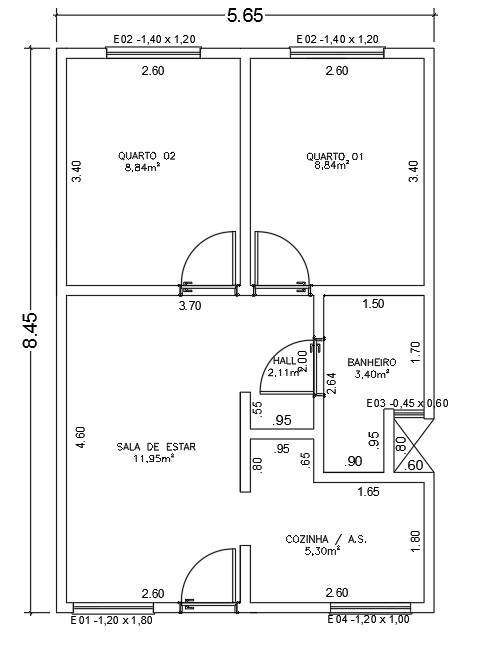 5.65
E02 -1,40 x 1,20
E02 -1,40 x 1,20
2.60
2.60
QUARTO 02
8,84m²
QUARTO 01
8,84m²
3.40
3.40
8.45
3.70
1.50
HALL
2,11m²
2.00
BANHEIRO
3,40m²
1.70
2.64
E03 -0,45 x 0,60
.55
.95
4.60
SALA DE ESTAR
11,95m²
.95
.80
.65
.90
.95
.80
.60
1.65
COZINHA / A.S.
5,30m²
1.80
2.60
2.60
E01 -1,20 x 1,80
E04 -1,20 x 1,00